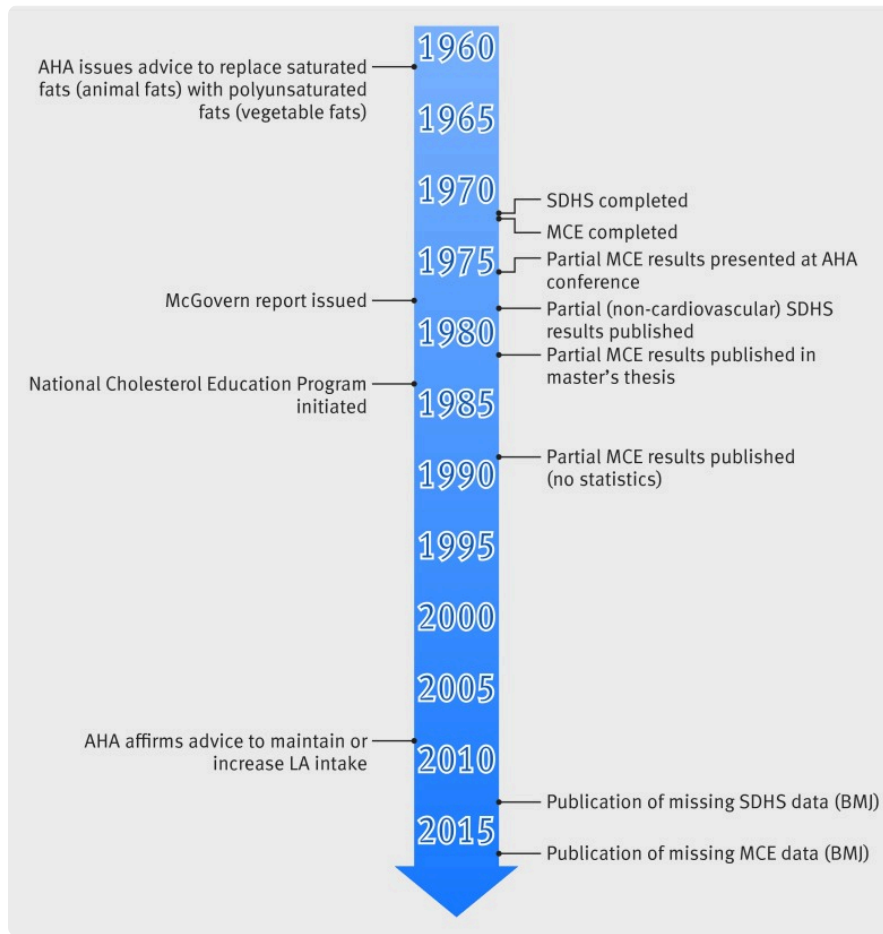 1960
AHA issues advice to replace saturated
fats (animal fats) with polyunsaturated
fats (vegetable fats)
1965
1970
SDHS completed
MCE completed
1975
Partial MCE results presented at AHA
conference
McGovern report issued
Partial (non-cardiovascular) SDHS
results published
1980
Partial MCE results published in
master's thesis
National Cholesterol Education Program
initiated
1985
Partial MCE results published
(no statistics)
1990
1995
2000
2005
AHA affirms advice to maintain or
increase LA intake
2010
Publication of missing SDHS data (BMJ)
2015
Publication of missing MCE data (BMJ)